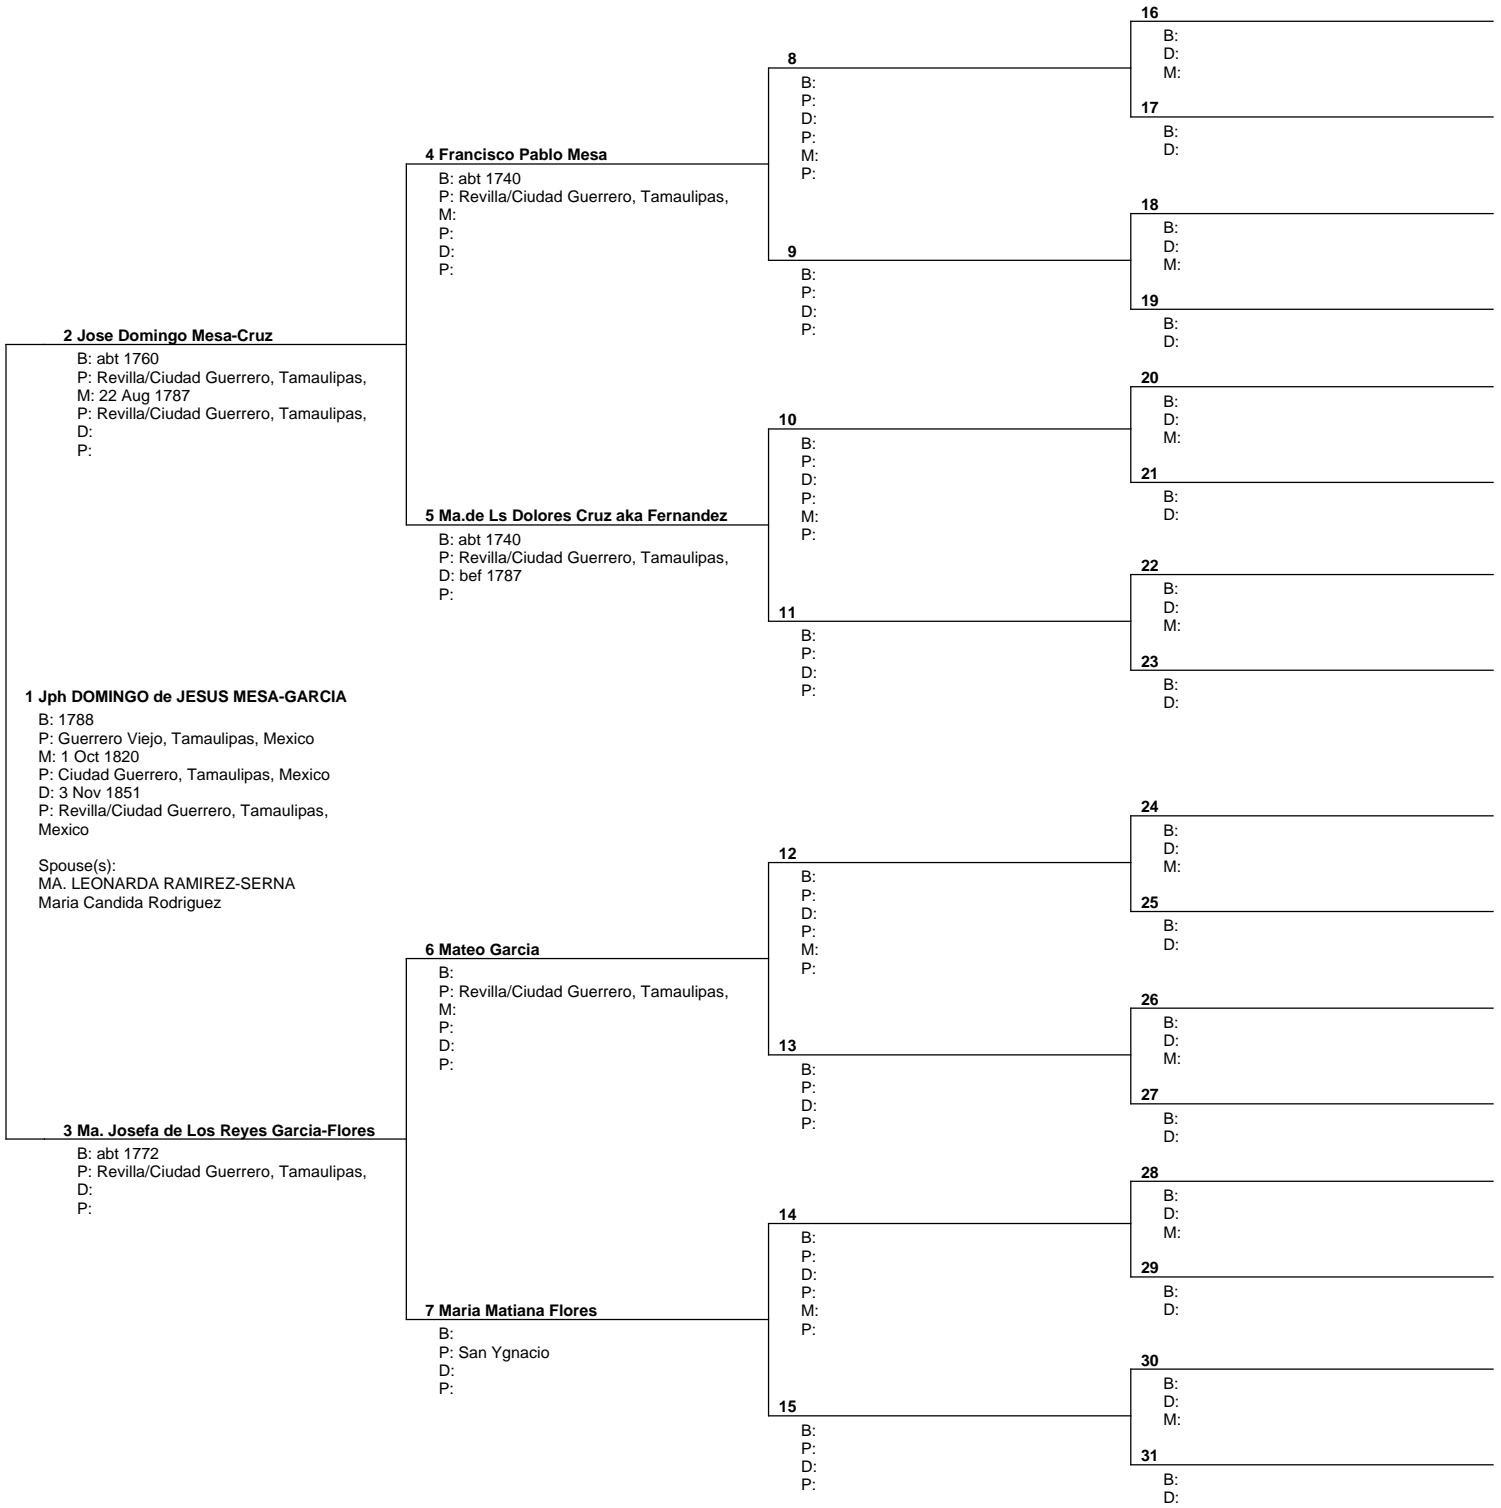 16
B:
D:
M:
8
B:
P:
D:
P:
M:
P:
17
B:
D:
4 Francisco Pablo Mesa
B: abt 1740
P: Revilla/Ciudad Guerrero, Tamaulipas,
M:
P:
D:
P:
18
B:
D:
M:
9
B:
P:
D:
P:
19
B:
D:
2 Jose Domingo Mesa-Cruz
B: abt 1760
P: Revilla/Ciudad Guerrero, Tamaulipas,
M: 22 Aug 1787
P: Revilla/Ciudad Guerrero, Tamaulipas,
D:
P:
20
B:
D:
M:
10
B:
P:
D:
P:
M:
P:
21
B:
D:
5 Ma.de Ls Dolores Cruz aka Fernandez
B: abt 1740
P: Revilla/Ciudad Guerrero, Tamaulipas,
D: bef 1787
P:
22
B:
D:
M:
11
B:
P:
D:
P:
23
B:
D:
1 Jph DOMINGO de JESUS MESA-GARCIA
B: 1788
P: Guerrero Viejo, Tamaulipas, Mexico
M: 1 Oct 1820
P: Ciudad Guerrero, Tamaulipas, Mexico
D: 3 Nov 1851
P: Revilla/Ciudad Guerrero, Tamaulipas,
Mexico
Spouse(s):
MA. LEONARDA RAMIREZ-SERNA
Maria Candida Rodriguez
24
B:
D:
M:
12
B:
P:
D:
P:
M:
P:
25
B:
D:
6 Mateo Garcia
B:
P: Revilla/Ciudad Guerrero, Tamaulipas,
M:
P:
D:
P:
26
B:
D:
M:
13
B:
P:
D:
P:
27
B:
D:
3 Ma. Josefa de Los Reyes Garcia-Flores
B: abt 1772
P: Revilla/Ciudad Guerrero, Tamaulipas,
D:
P:
28
B:
D:
M:
14
B:
P:
D:
P:
M:
P:
29
B:
D:
7 Maria Matiana Flores
B:
P: San Ygnacio
D:
P:
30
B:
D:
M:
15
B:
P:
D:
P:
31
B:
D: